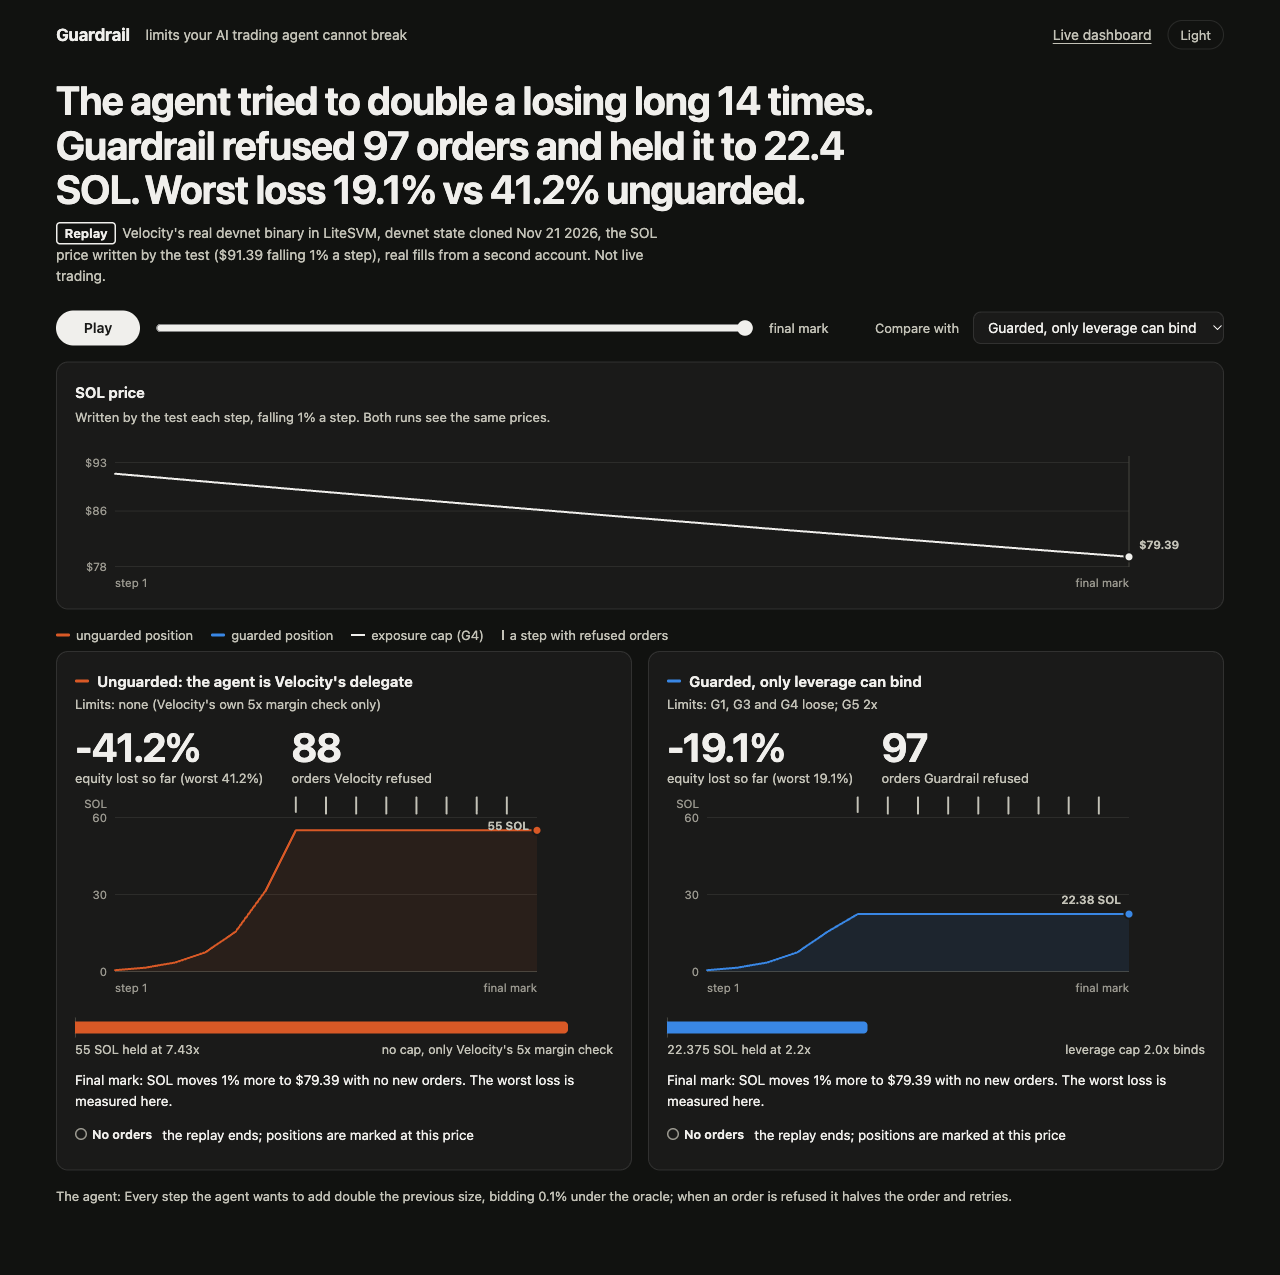 Guardrail limits your AI trading agent cannot break
Live dashboard
Light
The agent tried to double a losing long 14 times.
Guardrail refused 97 orders and held it to 22.4
SOL. Worst loss 19.1% vs 41.2% unguarded.
Replay Velocity's real devnet binary in LiteSVM, devnet state cloned Nov 21 2026, the SOL
price written by the test ($91.39 falling 1% a step), real fills from a second account. Not live
trading.
Play
final mark
Compare with
Guarded, only leverage can bind
SOL price
Written by the test each step, falling 1% a step. Both runs see the same prices.
$93
$86
$78
$79.39
step 1
final mark
unguarded position
guarded position
exposure cap (G4)
a step with refused orders
Unguarded: the agent is Velocity's delegate
Limits: none (Velocity's own 5x margin check only)
-41.2%
equity lost so far (worst 41.2%)
88
orders Velocity refused
SOL
60
30
0
55 SOL
step 1
final mark
55 SOL held at 7.43x
no cap, only Velocity's 5x margin check
Final mark: SOL moves 1% more to $79.39 with no new orders. The worst loss is
measured here.
No orders the replay ends; positions are marked at this price
Guarded, only leverage can bind
Limits: G1, G3 and G4 loose; G5 2x
-19.1%
equity lost so far (worst 19.1%)
97
orders Guardrail refused
SOL
60
30
0
22.38 SOL
step 1
final mark
22.375 SOL held at 2.2x
leverage cap 2.0x binds
Final mark: SOL moves 1% more to $79.39 with no new orders. The worst loss is
measured here.
No orders the replay ends; positions are marked at this price
The agent: Every step the agent wants to add double the previous size, bidding 0.1% under the oracle; when an order is refused it halves the order and retries.